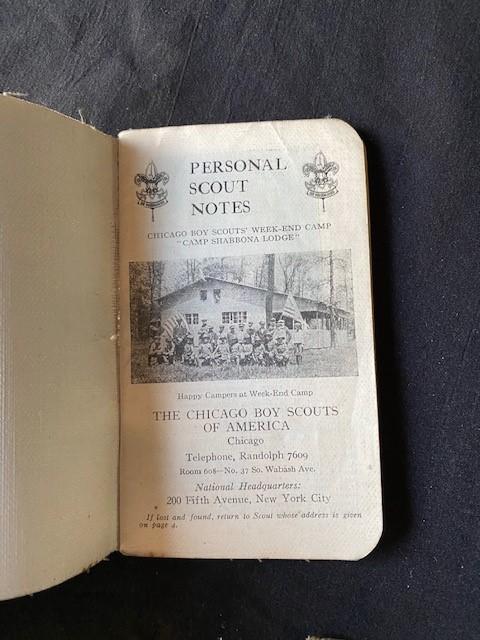 PERSONAL
SCOUT
NOTES
CHICAGO BOY SCOUTS' WEEK-END CAMP
"CAMP SHABBONA LODGE"
Happy Campers at Week-End Camp
THE CHICAGO BOY SCOUTS
OF AMERICA
Chicago
Telephone, Randolph 7609
Room 608—No. 37 So. Wabash Ave.
National Headquarters:
200 Fifth Avenue, New York City
If lost and found, return to Scout whose address is given
on page 4.